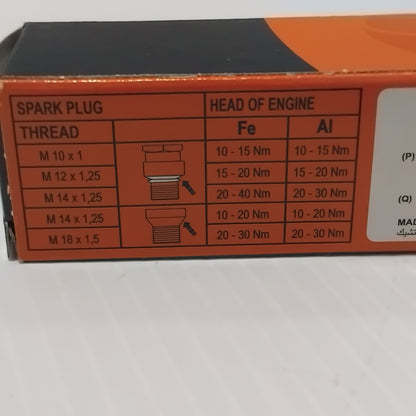 SPARK PLUG HEAD OF ENGINE
THREAD Fe Al
M 10 x 1 10 - 15 Nm 10 - 15 Nm
M 12 x 1,25 15 - 20 Nm 15 - 20 Nm
M 14 x 1,25 20 - 40 Nm 20 - 30 Nm
M 14 x 1,25 10 - 20 Nm 10 - 20 Nm
M 18 x 1,5 20 - 30 Nm 20 - 30 Nm
(P)
(Q)
MAD